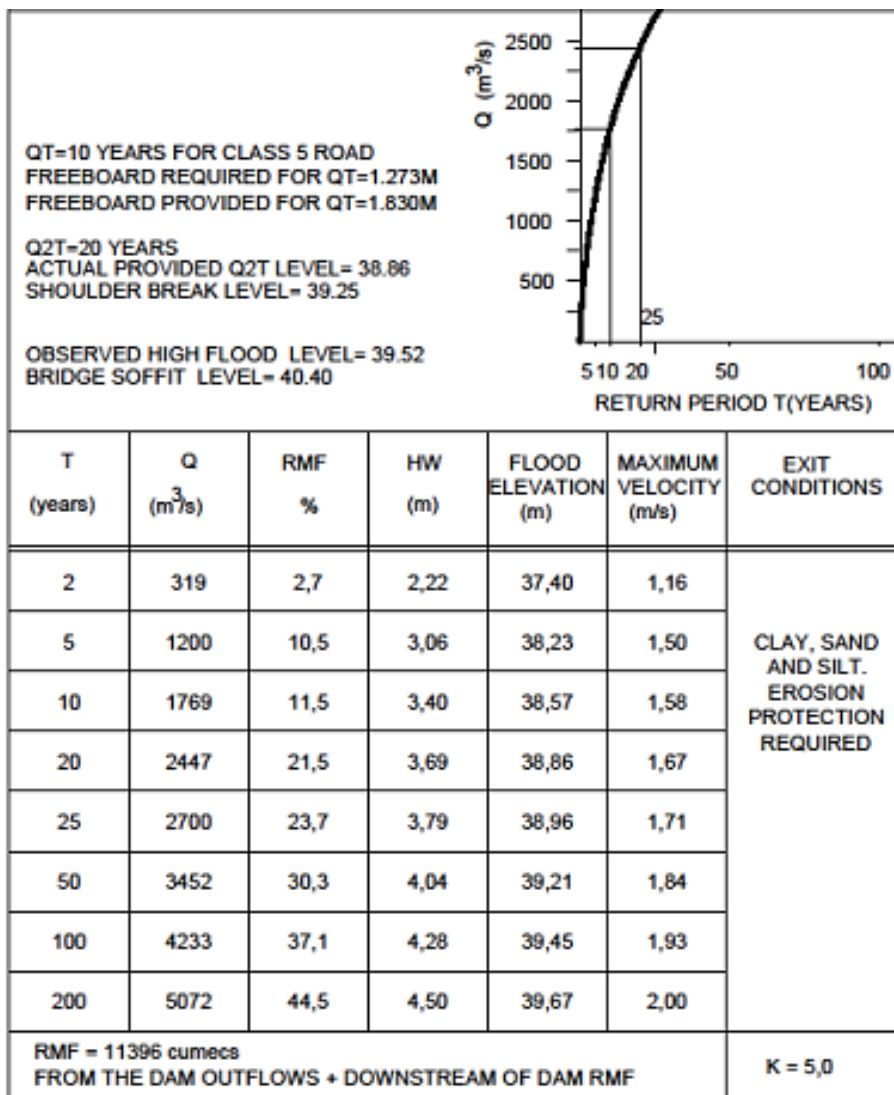 QT=10 YEARS FOR CLASS 5 ROAD
FREEBOARD REQUIRED FOR QT=1.273M
FREEBOARD PROVIDED FOR QT=1.830M
Q2T=20 YEARS
ACTUAL PROVIDED Q2T LEVEL= 38.86
SHOULDER BREAK LEVEL= 39.25
OBSERVED HIGH FLOOD LEVEL= 39.52
BRIDGE SOFFIT LEVEL= 40.40
Q (m³/s)
2500
2000
1500
1000
500
25
5 10 20 50 100
RETURN PERIOD T(YEARS)
T (years) Q (m³/s) RMF % HW (m) FLOOD ELEVATION (m) MAXIMUM VELOCITY (m/s) EXIT CONDITIONS
2 319 2,7 2,22 37,40 1,16
5 1200 10,5 3,06 38,23 1,50
10 1769 11,5 3,40 38,57 1,58
20 2447 21,5 3,69 38,86 1,67
25 2700 23,7 3,79 38,96 1,71
50 3452 30,3 4,04 39,21 1,84
100 4233 37,1 4,28 39,45 1,93
200 5072 44,5 4,50 39,67 2,00
CLAY, SAND
AND SILT.
EROSION
PROTECTION
REQUIRED
RMF = 11396 cumecs
FROM THE DAM OUTFLOWS + DOWNSTREAM OF DAM RMF
K = 5,0